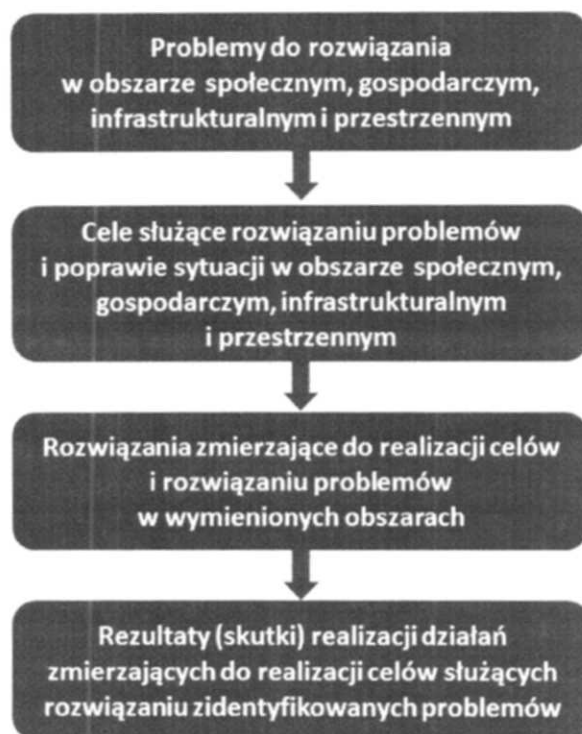 Problemy do rozwiązania
w obszarze społecznym, gospodarczym,
infrastrukturalnym i przestrzennym
Cele służące rozwiązaniu problemów
i poprawie sytuacji w obszarze społecznym,
gospodarczym, infrastrukturalnym
i przestrzennym
Rozwiązania zmierzające do realizacji celów
i rozwiązaniu problemów
w wymienionych obszarach
Rezultaty (skutki) realizacji działań
zmierzających do realizacji celów służących
rozwiązaniu zidentyfikowanych problemów